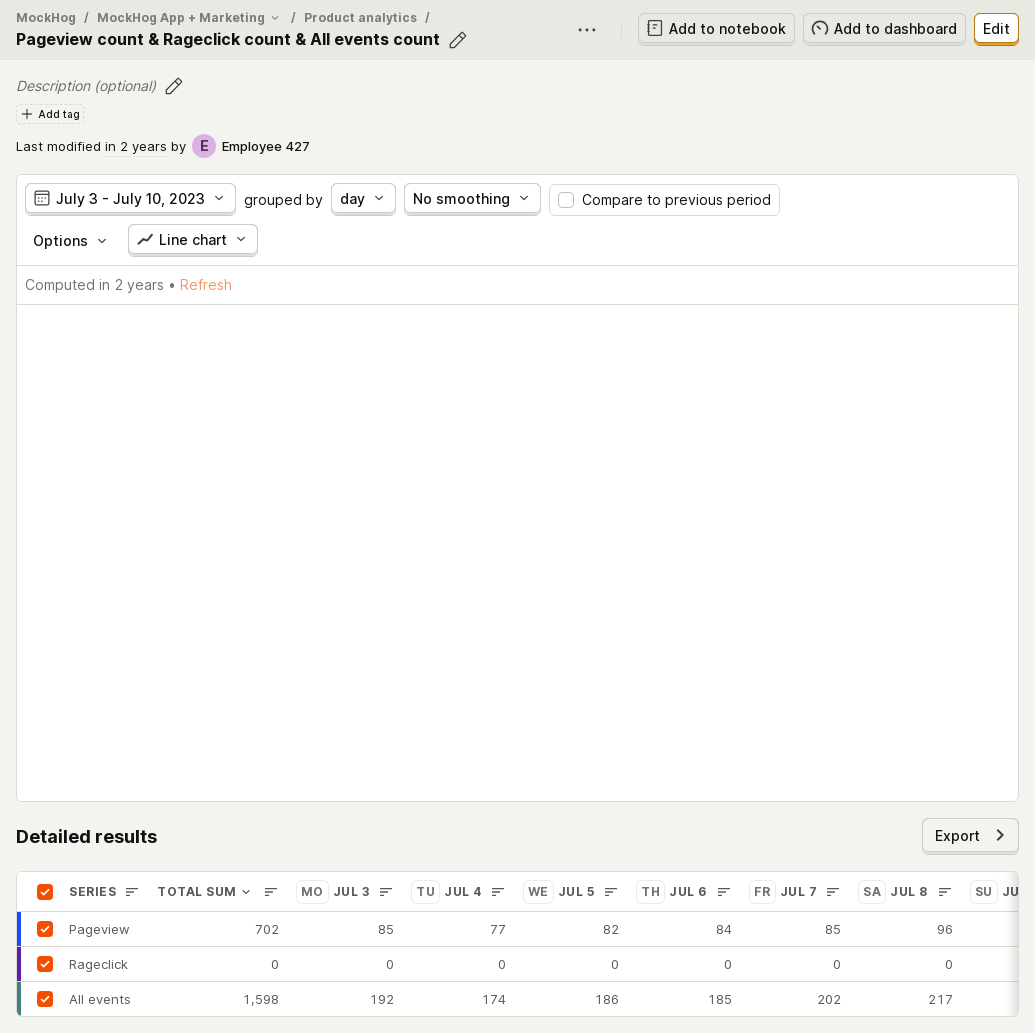 MockHog / MockHog App + Marketing / Product analytics /
Pageview count & Rageclick count & All events count
Add to notebook
Add to dashboard
Edit
Description (optional)
Add tag
Last modified in 2 years by E Employee 427
July 3 - July 10, 2023 grouped by day No smoothing Compare to previous period
Options Line chart
Computed in 2 years • Refresh
Detailed results
Export
SERIES TOTAL SUM MO JUL 3 TU JUL 4 WE JUL 5 TH JUL 6 FR JUL 7 SA JUL 8 SU
Pageview 702 85 77 82 84 85 96
Rageclick 0 0 0 0 0 0 0
All events 1,598 192 174 186 185 202 217